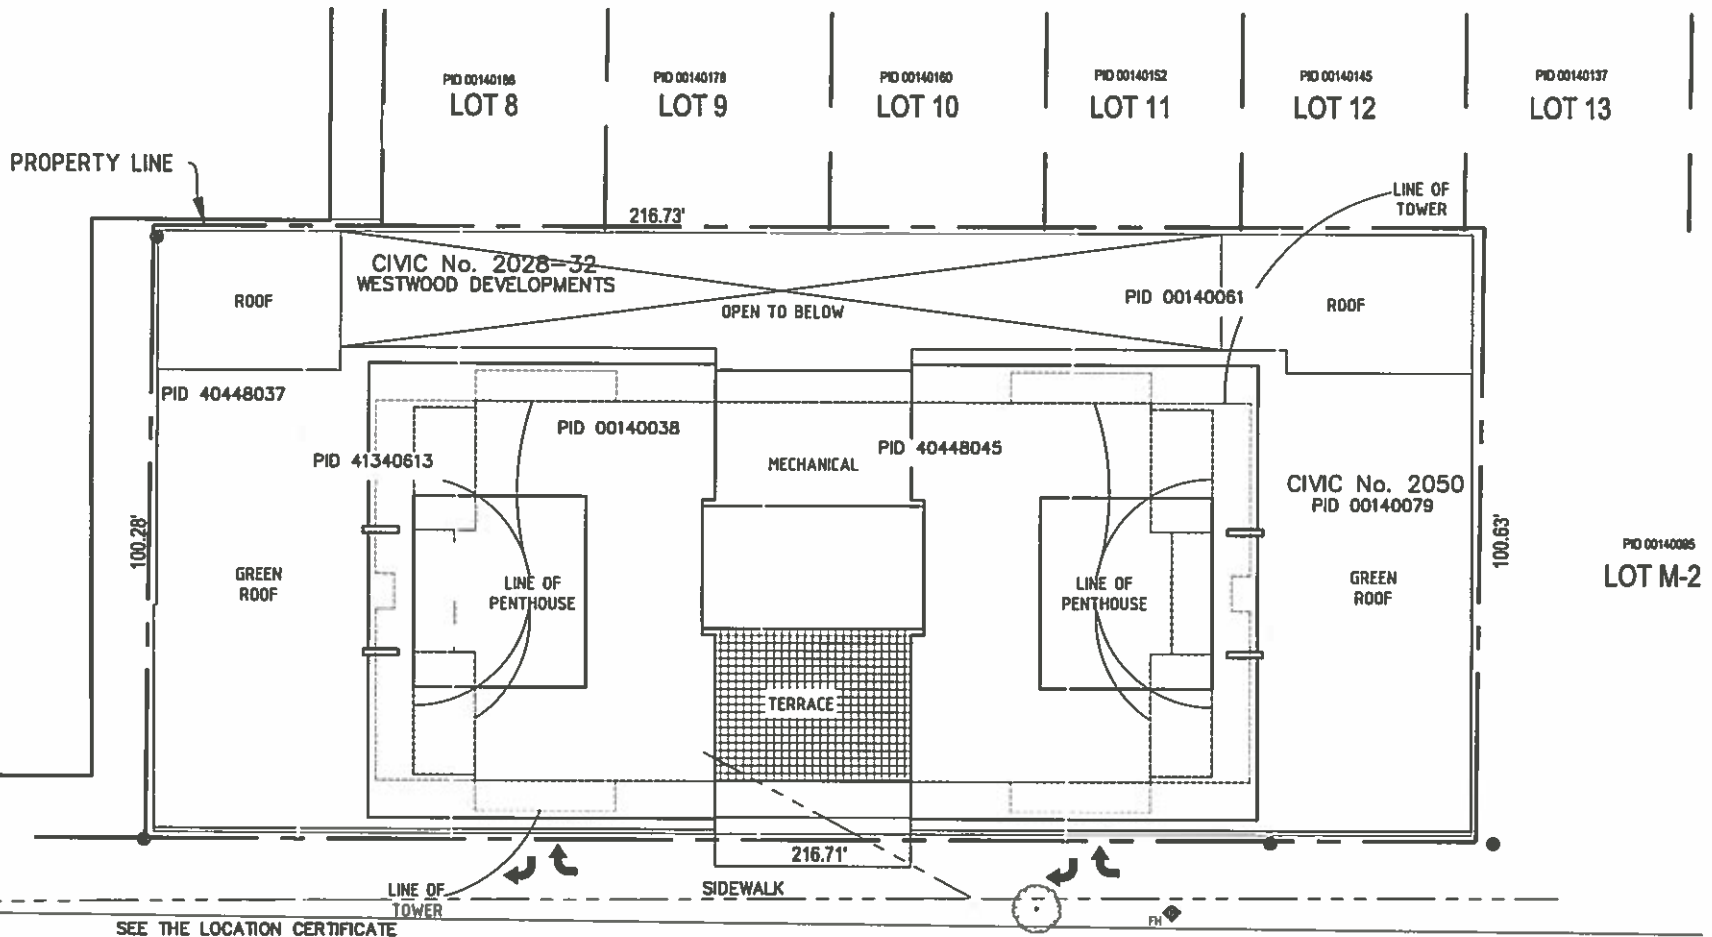 PID 00140186
LOT 8
PID 00140178
LOT 9
PID 00140160
LOT 10
PID 00140152
LOT 11
PID 00140145
LOT 12
PID 00140137
LOT 13
PROPERTY LINE
LINE OF
TOWER
216.73'
CIVIC No. 2028-32
WESTWOOD DEVELOPMENTS
ROOF
OPEN TO BELOW
PID 00140061
ROOF
PID 40448037
PID 00140038
PID 41340613
MECHANICAL
PID 40448045
CIVIC No. 2050
PID 00140079
100.28'
100.63'
PID 00140095
LOT M-2
GREEN
ROOF
LINE OF
PENTHOUSE
LINE OF
PENTHOUSE
GREEN
ROOF
TERRACE
216.71'
SIDEWALK
LINE OF
TOWER
FH
SEE THE LOCATION CERTIFICATE